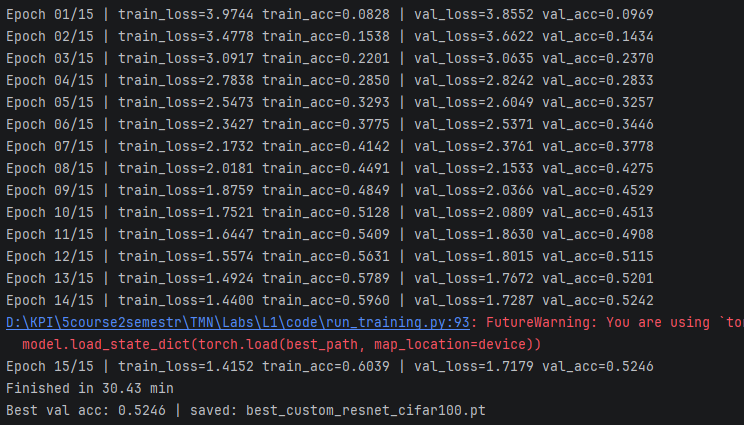 Epoch 01/15 | train_loss=3.9744 train_acc=0.0828 | val_loss=3.8552 val_acc=0.0969
Epoch 02/15 | train_loss=3.4778 train_acc=0.1538 | val_loss=3.6622 val_acc=0.1434
Epoch 03/15 | train_loss=3.0917 train_acc=0.2201 | val_loss=3.0635 val_acc=0.2370
Epoch 04/15 | train_loss=2.7838 train_acc=0.2850 | val_loss=2.8242 val_acc=0.2833
Epoch 05/15 | train_loss=2.5473 train_acc=0.3293 | val_loss=2.6049 val_acc=0.3257
Epoch 06/15 | train_loss=2.3427 train_acc=0.3775 | val_loss=2.5371 val_acc=0.3446
Epoch 07/15 | train_loss=2.1732 train_acc=0.4142 | val_loss=2.3761 val_acc=0.3778
Epoch 08/15 | train_loss=2.0181 train_acc=0.4491 | val_loss=2.1533 val_acc=0.4275
Epoch 09/15 | train_loss=1.8759 train_acc=0.4849 | val_loss=2.0366 val_acc=0.4529
Epoch 10/15 | train_loss=1.7521 train_acc=0.5128 | val_loss=2.0809 val_acc=0.4513
Epoch 11/15 | train_loss=1.6447 train_acc=0.5409 | val_loss=1.8630 val_acc=0.4908
Epoch 12/15 | train_loss=1.5574 train_acc=0.5631 | val_loss=1.8015 val_acc=0.5115
Epoch 13/15 | train_loss=1.4924 train_acc=0.5789 | val_loss=1.7672 val_acc=0.5201
Epoch 14/15 | train_loss=1.4400 train_acc=0.5960 | val_loss=1.7287 val_acc=0.5242
D:\KPI\5course2semestr\TMN\Labs\L1\code\run_training.py:93: FutureWarning: You are using `tor
model.load_state_dict(torch.load(best_path, map_location=device))
Epoch 15/15 | train_loss=1.4152 train_acc=0.6039 | val_loss=1.7179 val_acc=0.5246
Finished in 30.43 min
Best val acc: 0.5246 | saved: best_custom_resnet_cifar100.pt